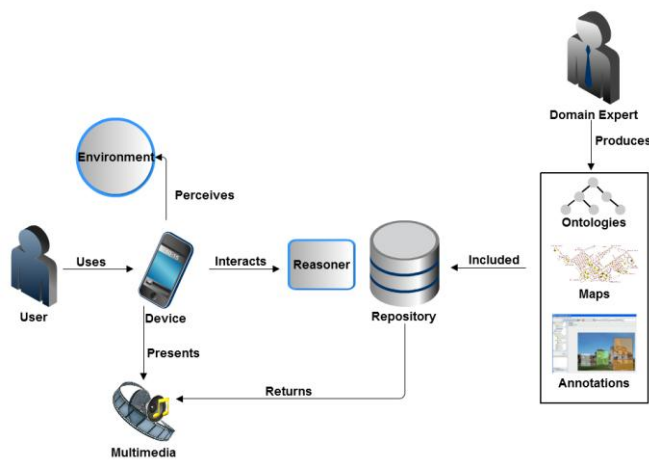 Domain Expert
Produces
Environment
Perceives
Ontologies
Uses
Interacts
Reasoner
Included
Maps
User
Device
Repository
Presents
Annotations
Returns
Multimedia